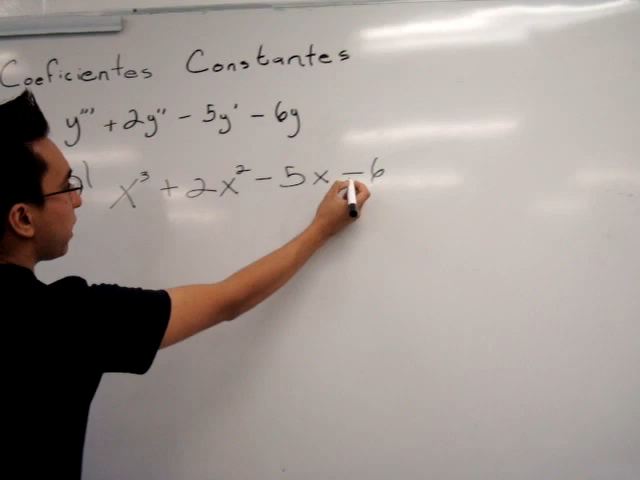 Coeficientes Constantes
y''' + 2y'' - 5y' - 6y
x³ + 2x² - 5x - 6